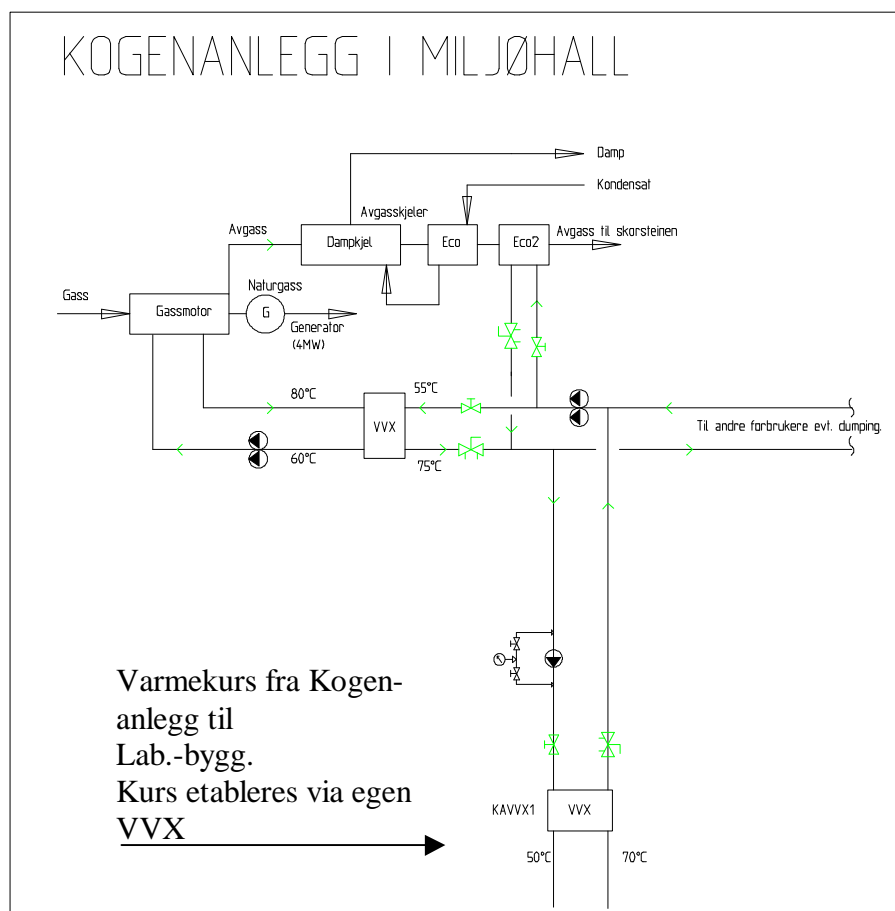 KOGENANLEGG I MILJØHALL
Damp
Kondensat
Avgasskjeler
Avgass
Dampkjel
Eco
Eco2
Avgass til skorsteinen
Gass
Gassmotor
Naturgass
G
Generator
(4MW)
80°C
55°C
VVX
Til andre forbrukere evt. dumping.
60°C
75°C
Varmekurs fra Kogen-
anlegg til
Lab.-bygg.
Kurs etableres via egen
VVX
KAVVX1
VVX
50°C
70°C